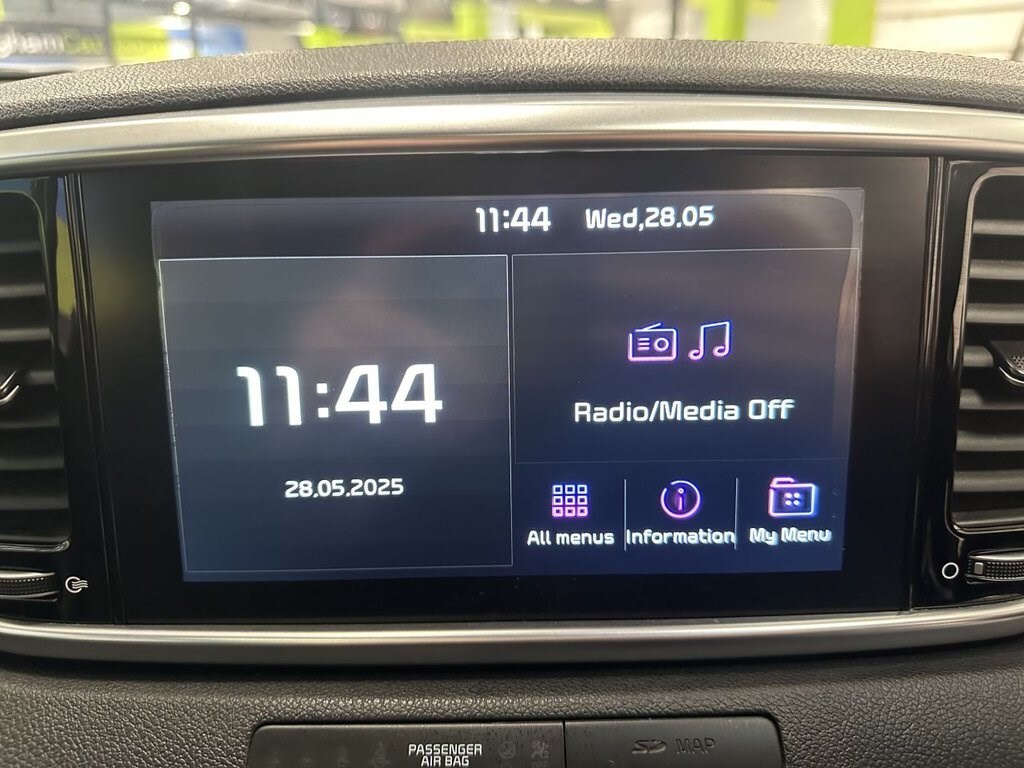 11:44 Wed,28.05
11:44
28.05.2025
Radio/Media Off
All menus
Information
My Menu
PASSENGER
AIR BAG
SD MAP